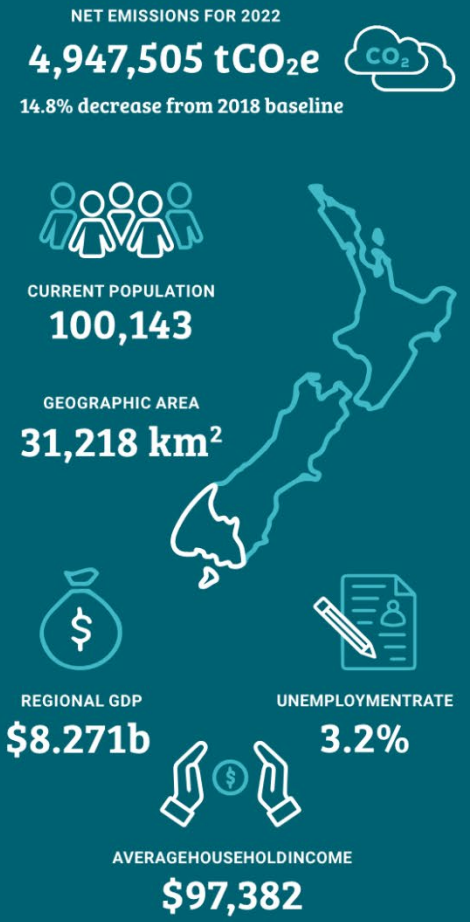 NET EMISSIONS FOR 2022
4,947,505 tCO₂e
CO₂
14.8% decrease from 2018 baseline
CURRENT POPULATION
100,143
GEOGRAPHIC AREA
31,218 km²
$
REGIONAL GDP
$8.271b
UNEMPLOYMENTRATE
3.2%
$
AVERAGEHOUSEHOLDINCOME
$97,382